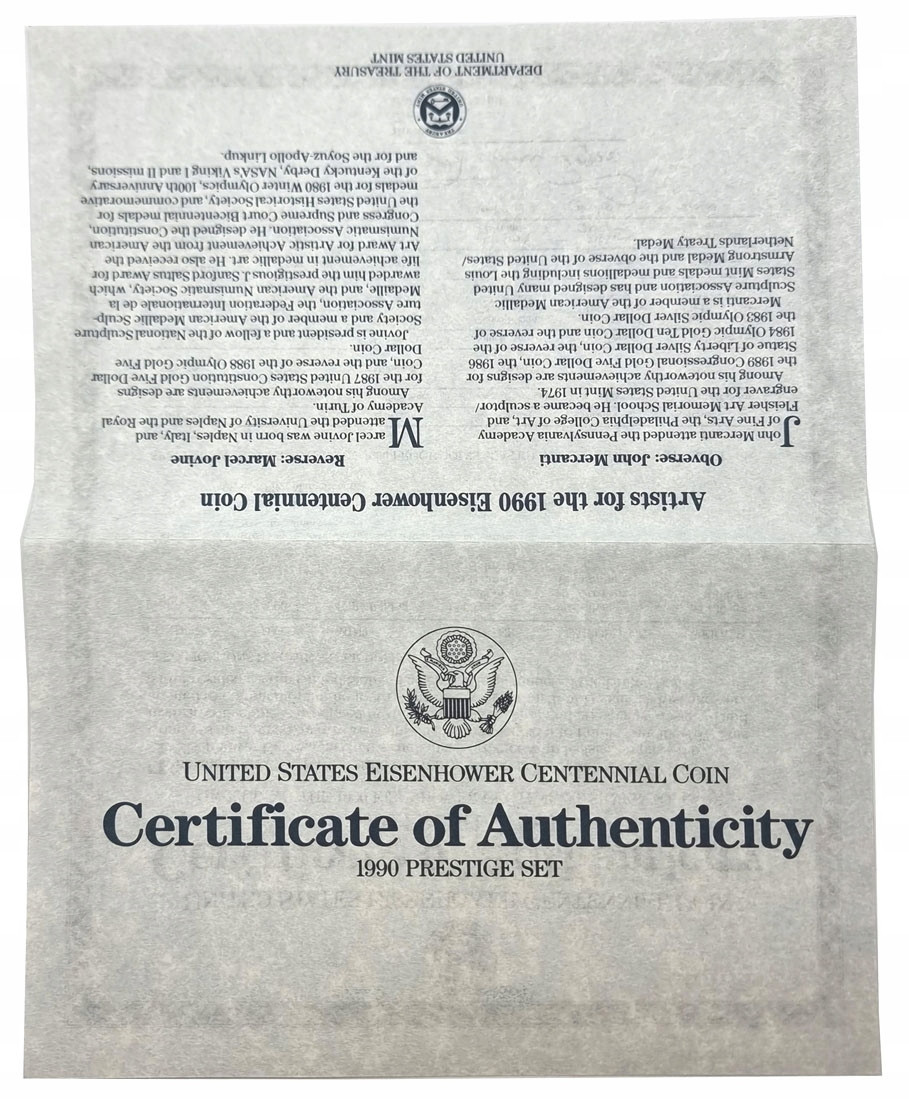 UNITED STATES EISENHOWER CENTENNIAL COIN
Certificate of Authenticity
1990 PRESTIGE SET
Artists for the 1990 Eisenhower Centennial Coin
Obverse: John Mercanti
John Mercanti attended the Pennsylvania Academy
of Fine Arts, the Philadelphia College of Art, and
Fleisher Art Memorial School. He became a sculptor/
engraver for the United States Mint in 1974.
Among his noteworthy achievements are designs for
the 1989 Congressional Gold Five Dollar Coin, the 1986
Statue of Liberty Silver Dollar Coin, the reverse of the
1984 Olympic Gold Ten Dollar Coin and the reverse of
the 1983 Olympic Silver Dollar Coin.
Mercanti is a member of the American Medallic
Sculpture Association and has designed many United
States Mint medals and medallions including the Louis
Armstrong Medal and the obverse of the United States/
Netherlands Treaty Medal.
Reverse: Marcel Jovine
Marcel Jovine was born in Naples, Italy, and
attended the University of Naples and the Royal
Academy of Turin.
Among his noteworthy achievements are designs
for the 1987 United States Constitution Gold Five Dollar
Coin, and the reverse of the 1988 Olympic Gold Five
Dollar Coin.
Jovine is president and a fellow of the National Sculpture
Society and a member of the American Medallic Sculp-
ture Association, the Federation Internationale de la
Medaille, and the American Numismatic Society, which
awarded him the prestigious J. Sanford Saltus Award for
life achievement in medallic art. He also received the
Art Award for Artistic Achievement from the American
Numismatic Association. He designed the Constitution,
Congress and Supreme Court Bicentennial medals for
the United States Historical Society, and commemorative
medals for the 1980 Winter Olympics, 100th Anniversary
of the Kentucky Derby, NASA's Viking I and II missions,
and for the Soyuz-Apollo Linkup.
DEPARTMENT OF THE TREASURY
UNITED STATES MINT